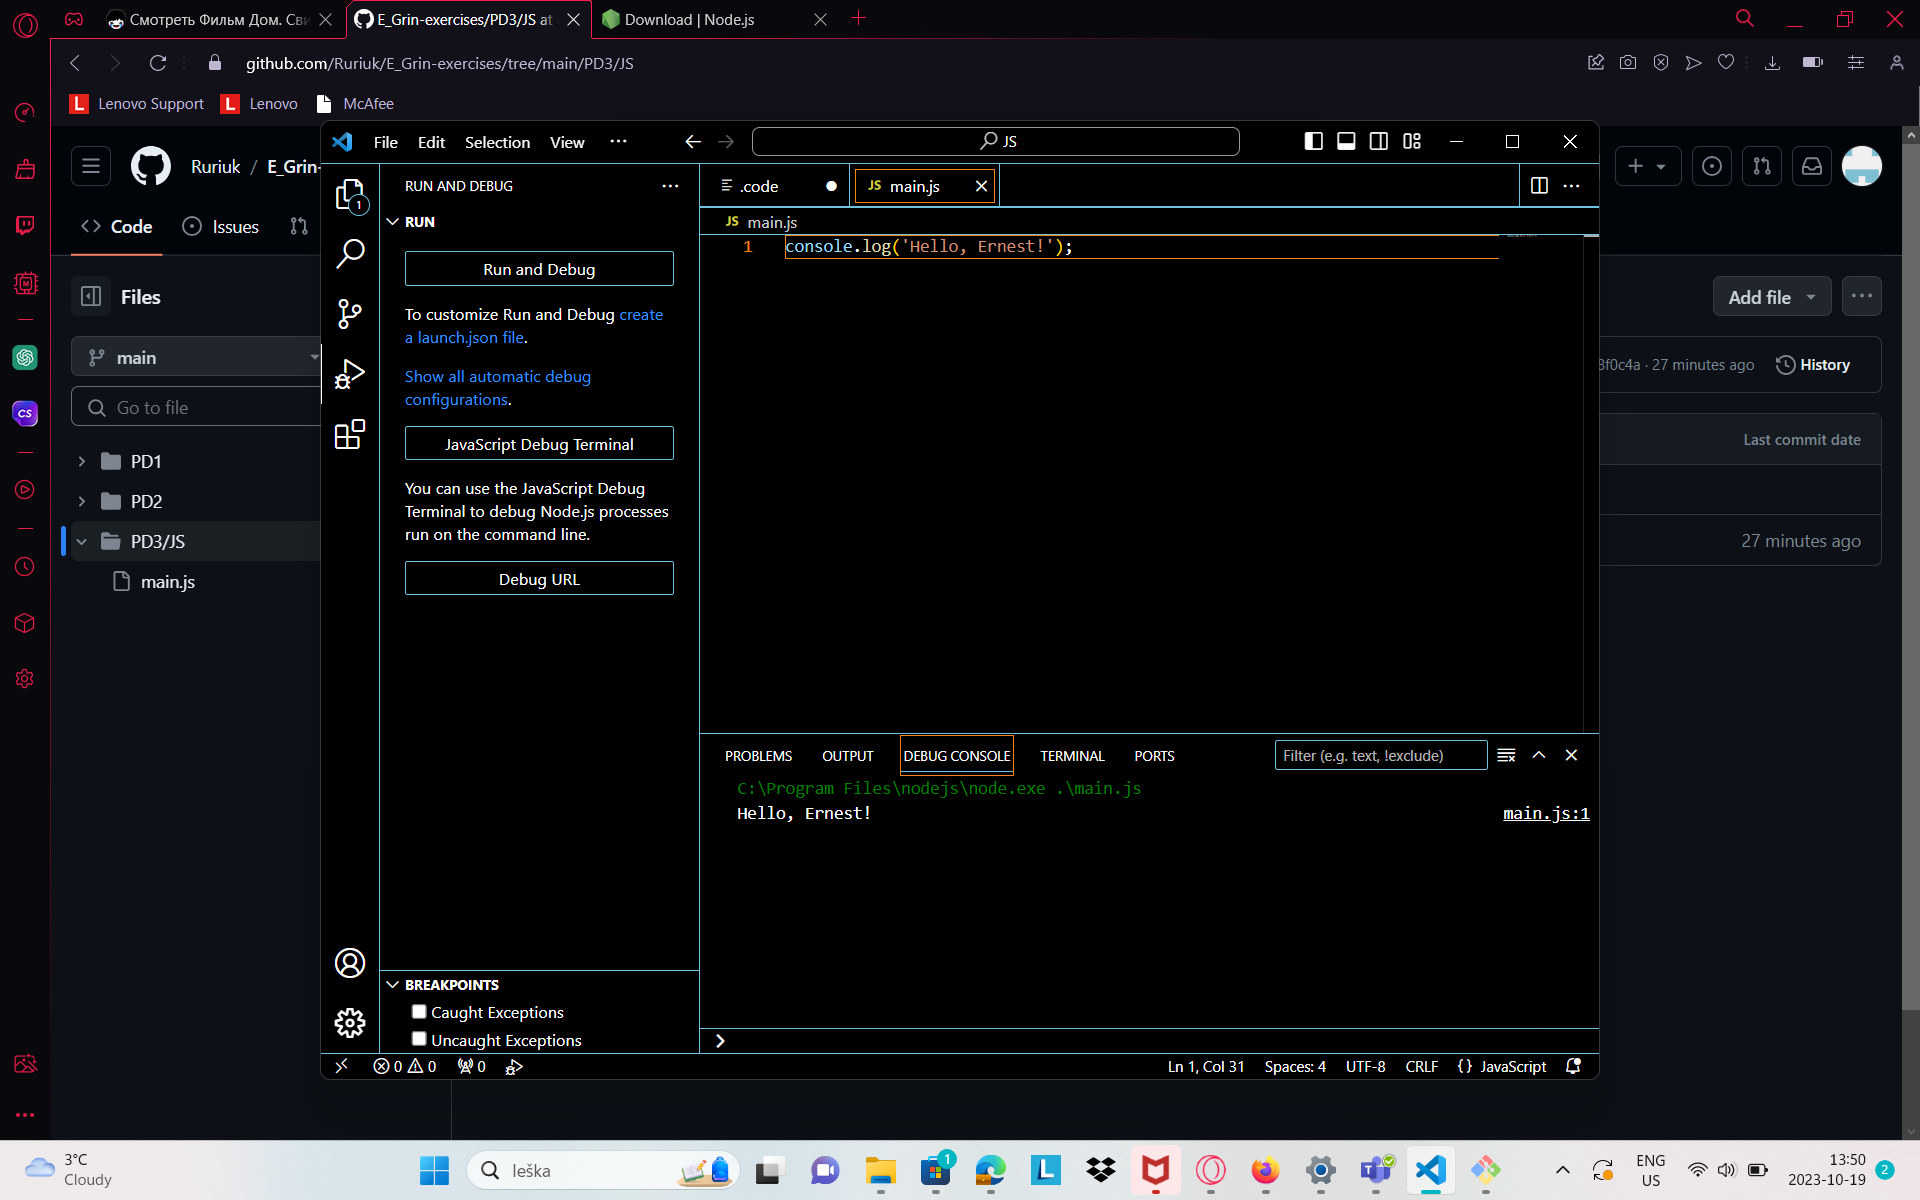 Смотреть Фильм Дом. Сви
E_Grin-exercises/PD3/JS at
Download | Node.js
github.com/Ruriuk/E_Grin-exercises/tree/main/PD3/JS
Lenovo Support
Lenovo
McAfee
Ruriuk / E_Grin-
Code
Issues
Files
main
Go to file
PD1
PD2
PD3/JS
main.js
Add file
3f0c4a · 27 minutes ago
History
Last commit date
27 minutes ago
File Edit Selection View
JS
RUN AND DEBUG
RUN
Run and Debug
To customize Run and Debug create
a launch.json file.
Show all automatic debug
configurations.
JavaScript Debug Terminal
You can use the JavaScript Debug
Terminal to debug Node.js processes
run on the command line.
Debug URL
BREAKPOINTS
Caught Exceptions
Uncaught Exceptions
.code
JS main.js
JS main.js
1 console.log('Hello, Ernest!');
PROBLEMS OUTPUT DEBUG CONSOLE TERMINAL PORTS
Filter (e.g. text, !exclude)
C:\Program Files\nodejs\node.exe .\main.js
Hello, Ernest!
main.js:1
0 0 0
Ln 1, Col 31 Spaces: 4 UTF-8 CRLF {} JavaScript
3°C
Cloudy
Ieška
ENG
US
13:50
2023-10-19
2